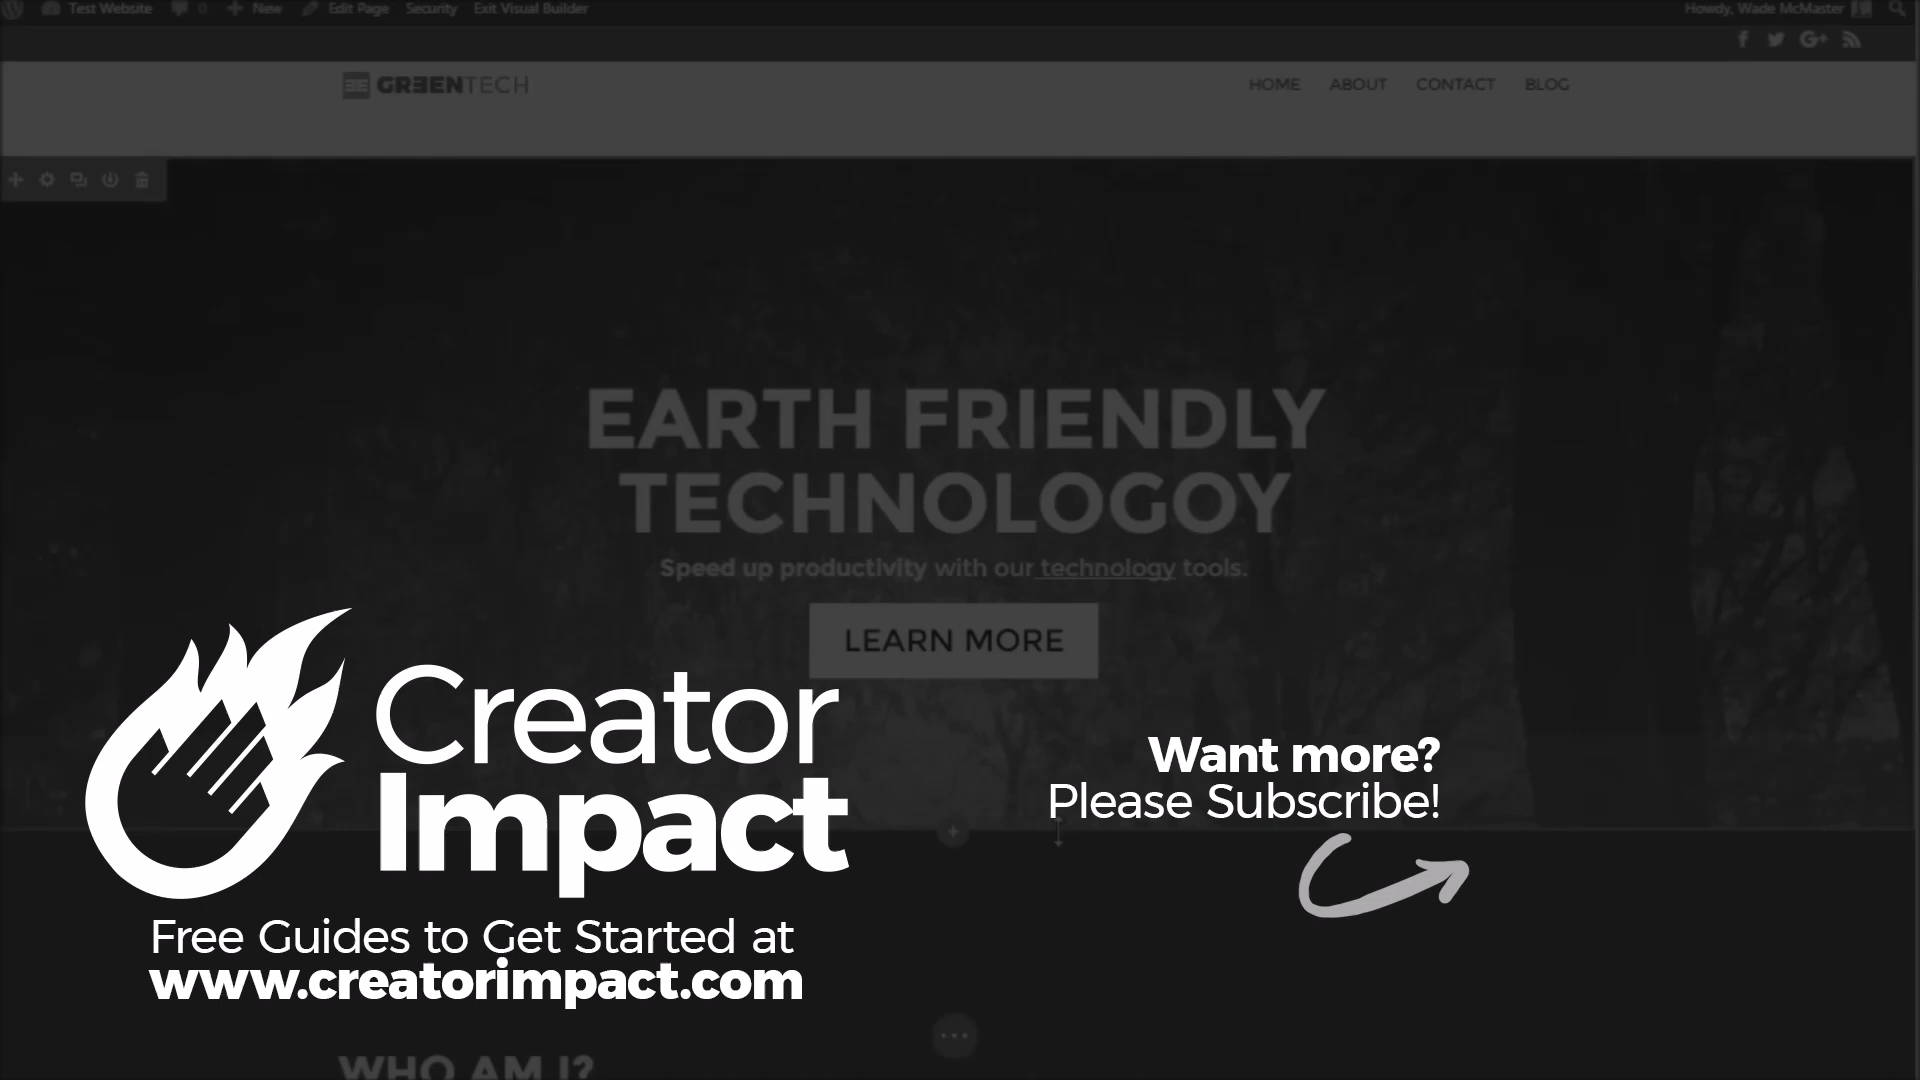 Test Website 0 New Edit Page Security Exit Visual Builder Howdy, Wade McMaster
GREENTECH HOME ABOUT CONTACT BLOG
EARTH FRIENDLY
TECHNOLOGOY
Speed up productivity with our technology tools.
LEARN MORE
Creator
Impact
Want more?
Please Subscribe!
Free Guides to Get Started at
www.creatorimpact.com
WHO AM I?